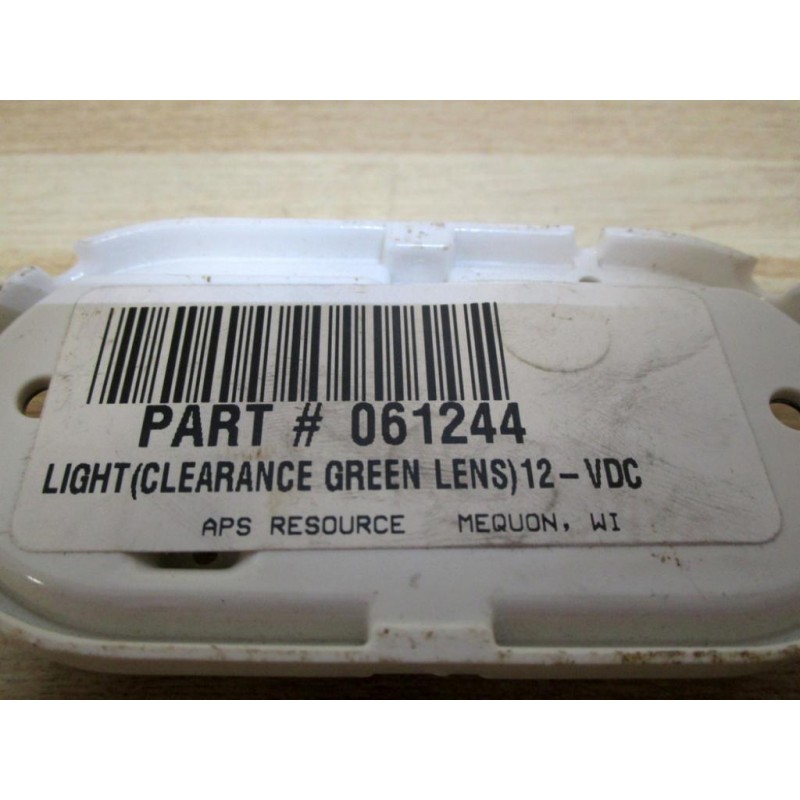 PART # 061244
LIGHT(CLEARANCE GREEN LENS)12-VDC
APS RESOURCE MEQUON, WI